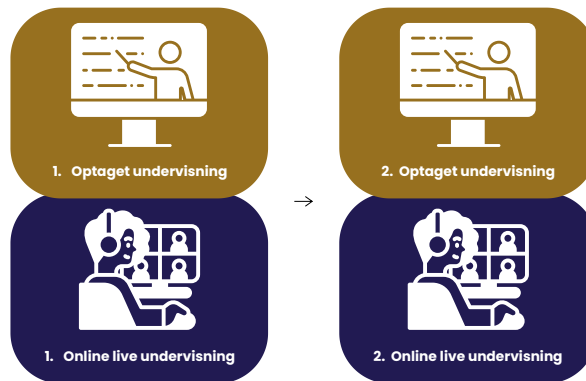 1. Optaget undervisning
2. Optaget undervisning
→
1. Online live undervisning
2. Online live undervisning